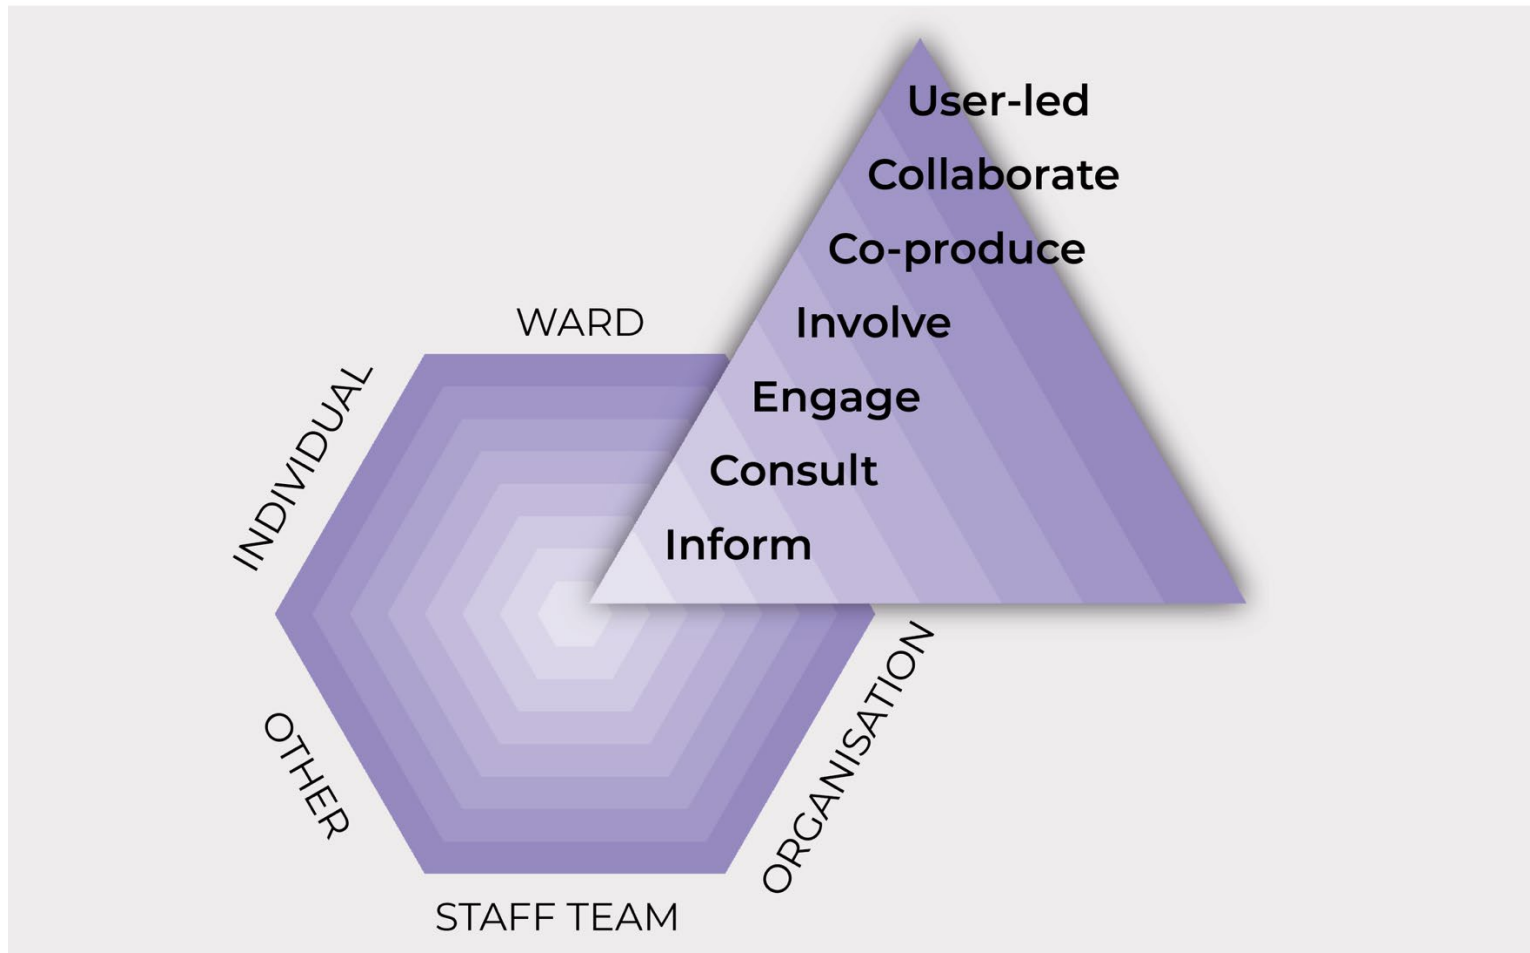 User-led
Collaborate
Co-produce
Involve
Engage
Consult
Inform
WARD
INDIVIDUAL
OTHER
STAFF TEAM
ORGANISATION